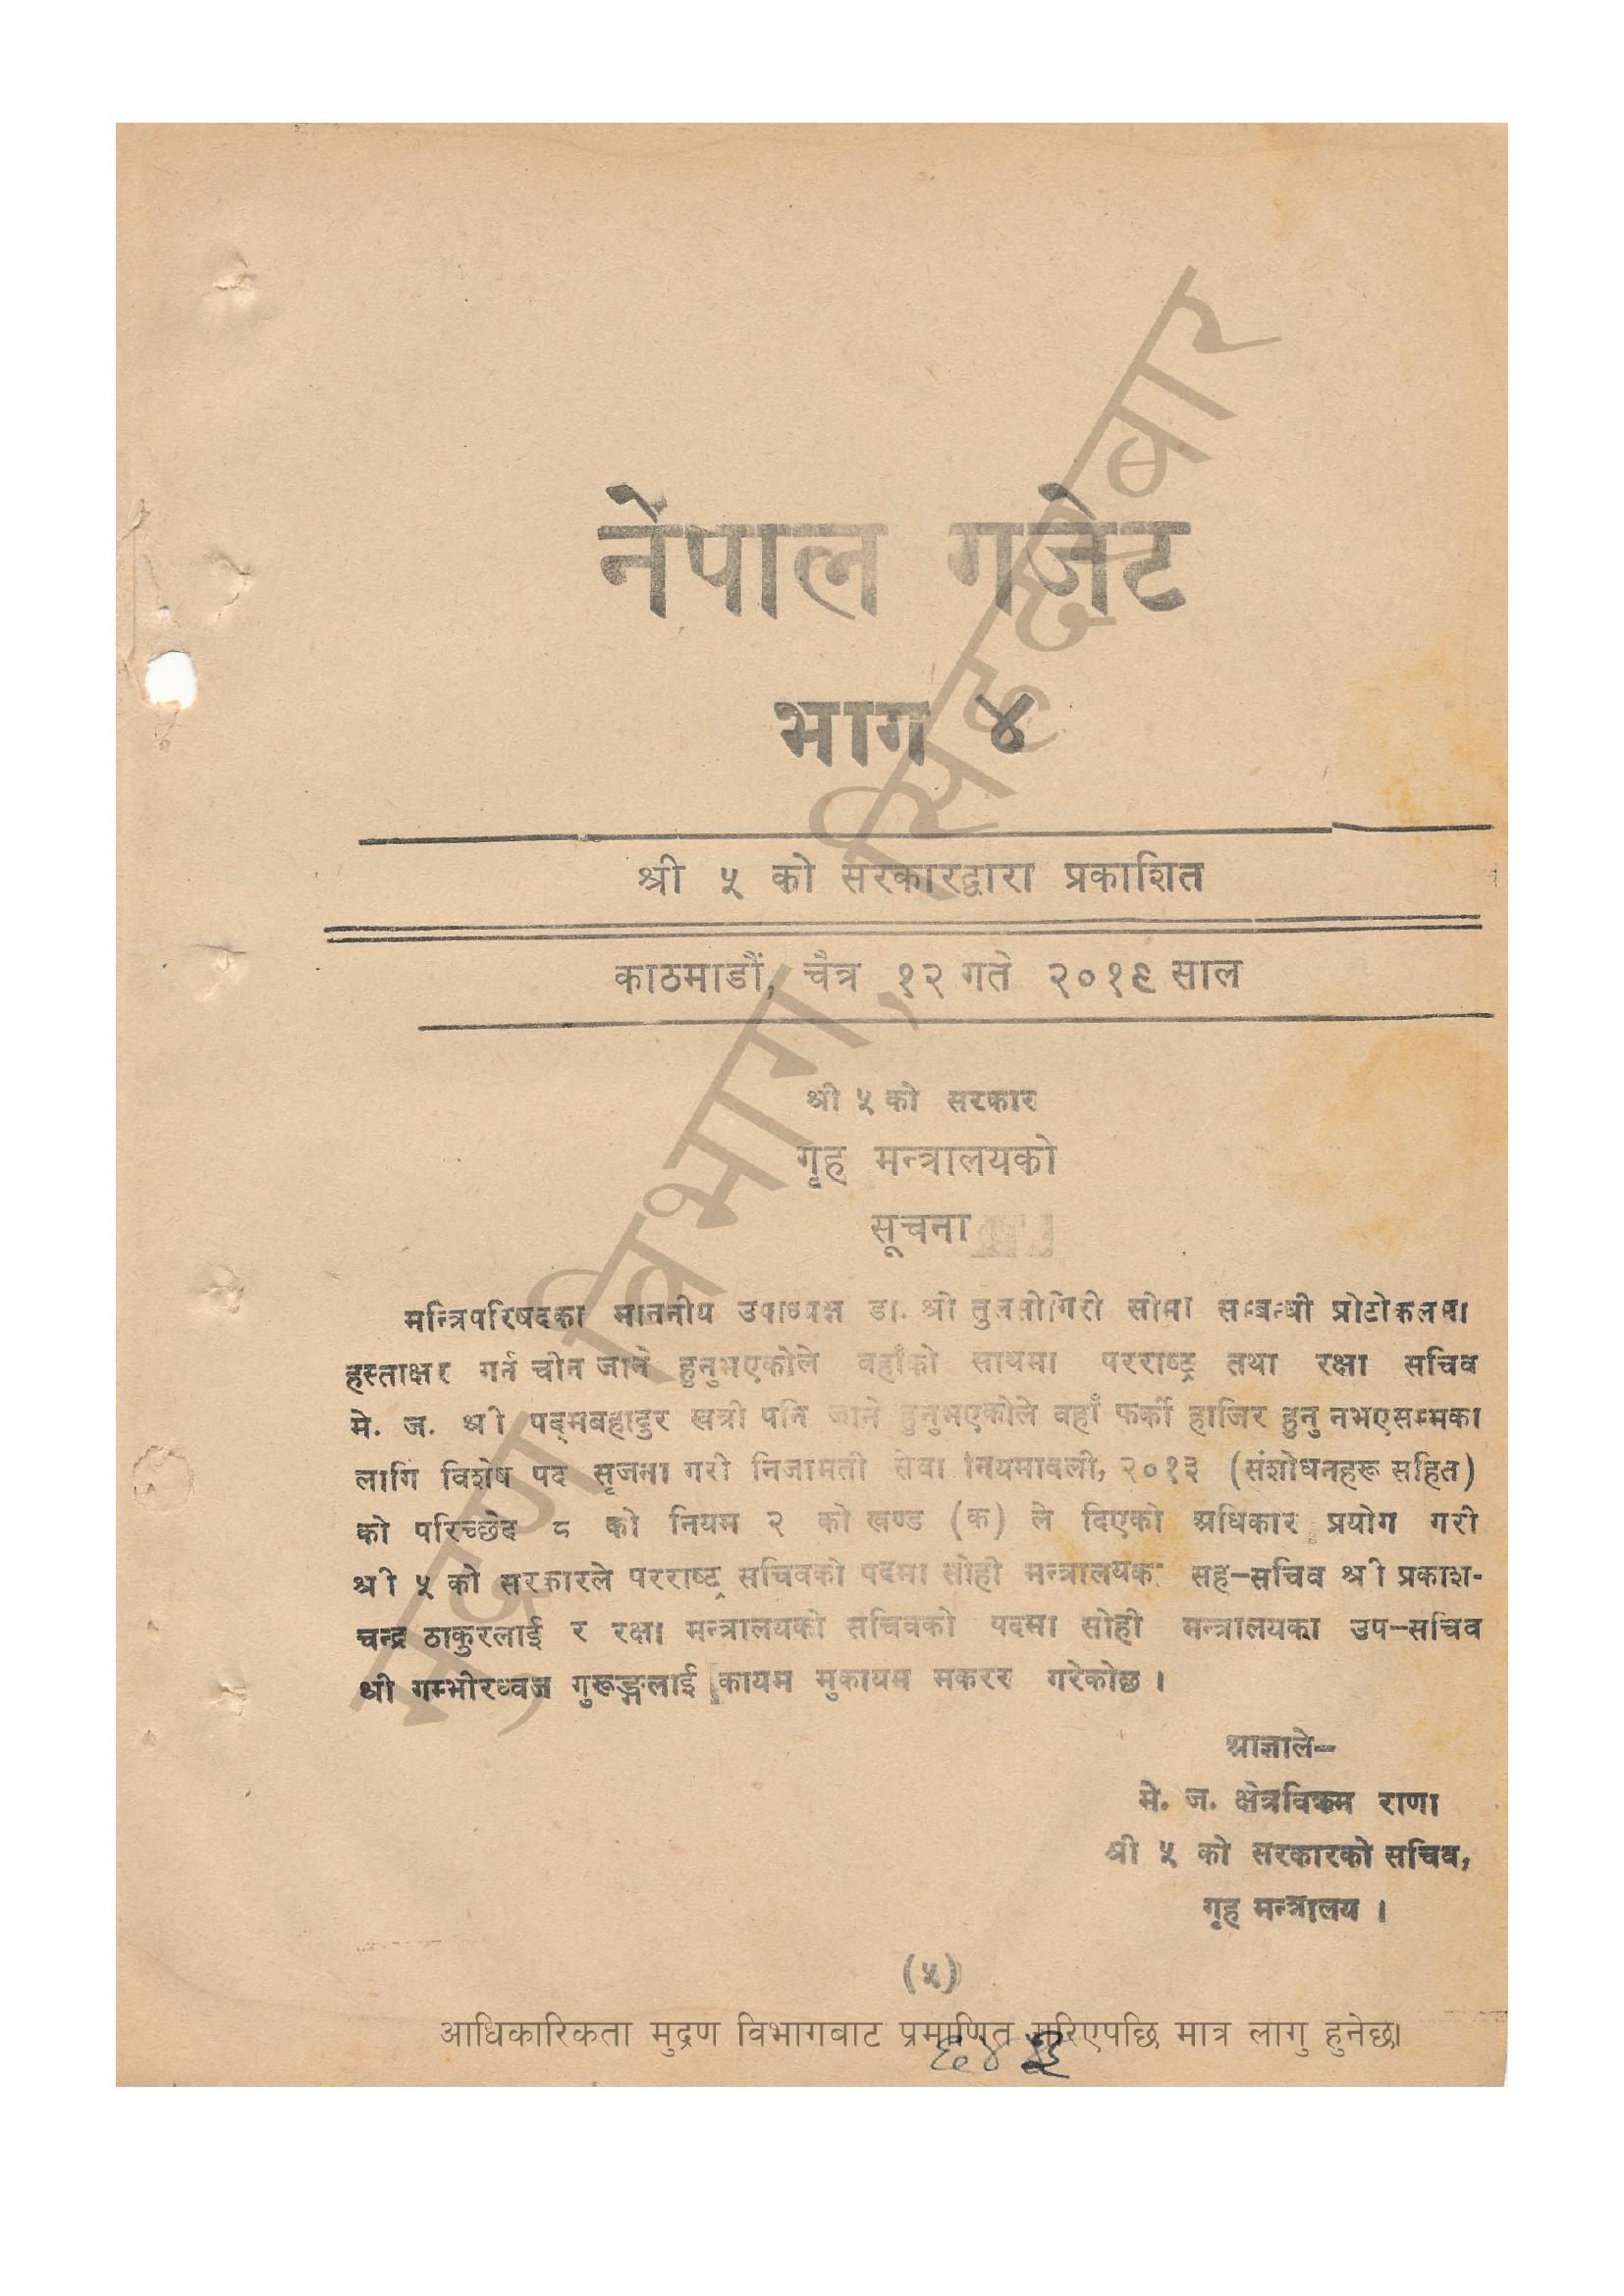 नेपाल गजेट
भाग ४
श्री ५ को सरकारद्वारा प्रकाशित
काठमाडौं, चैत्र १२ गते २०१९ साल
श्री ५ को सरकार
गृह मन्त्रालयको
सूचना
मन्त्रिपरिषदका माननीय उपाध्यक्ष डा. श्री तुलसीगिरी सीमा सम्बन्धी प्रोटोकलमा
हस्ताक्षर गर्न चीन जाने हुनुभएकोले वहाँको साथमा परराष्ट्र तथा रक्षा सचिव
मे. ज. श्री पद्मबहादुर खत्री पनि जाने हुनुभएकोले वहाँ फर्की हाजिर हुनु नभएसम्मका
लागि विशेष पद सृजना गरी निजामती सेवा नियमावली, २०१३ (संशोधनहरू सहित)
को परिच्छेद ८ को नियम २ को खण्ड (क) ले दिएको अधिकार प्रयोग गरी
श्री ५ को सरकारले परराष्ट्र सचिवको पदमा सोही मन्त्रालयका सह-सचिव श्री प्रकाश-
चन्द्र ठाकुरलाई र रक्षा मन्त्रालयको सचिवको पदमा सोही मन्त्रालयका उप-सचिव
श्री गम्भीरध्वज गुरूङ्गलाई कायम मुकायम मकरर गरेकोछ ।
आज्ञाले-
मे. ज. क्षेत्रविक्रम राणा
श्री ५ को सरकारको सचिव,
गृह मन्त्रालय ।
(५)
आधिकारिकता मुद्रण विभागबाट प्रमाणित गरिएपछि मात्र लागु हुनेछ।
मुद्रण विभाग, सिंहदरवार